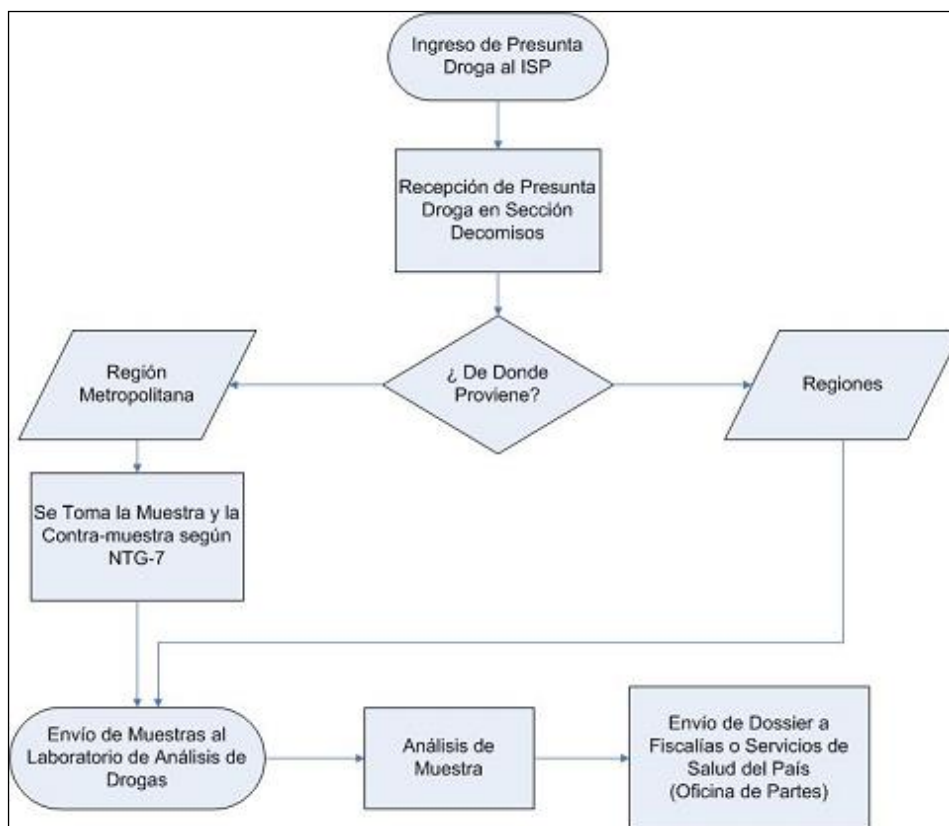 Ingreso de Presunta
Droga al ISP
Recepción de Presunta
Droga en Sección
Decomisos
¿ De Donde
Proviene?
Región
Metropolitana
Regiones
Se Toma la Muestra y la
Contra-muestra según
NTG-7
Envío de Muestras al
Laboratorio de Análisis de
Drogas
Análisis de
Muestra
Envio de Dossier a
Fiscalías o Servicios de
Salud del País
(Oficina de Partes)